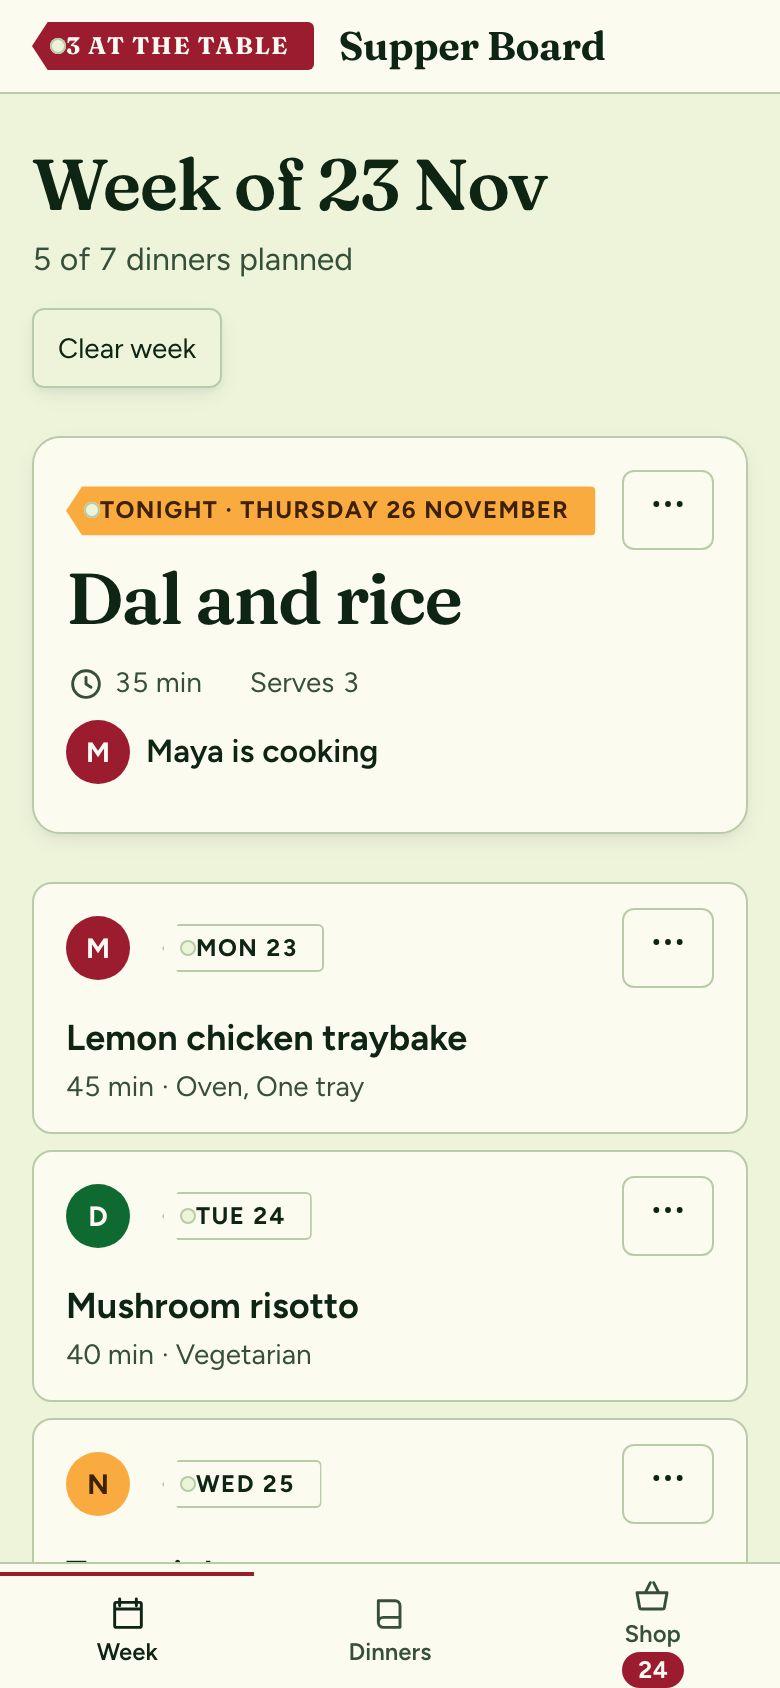 3 AT THE TABLE
Supper Board
Week of 23 Nov
5 of 7 dinners planned
Clear week
TONIGHT · THURSDAY 26 NOVEMBER
Dal and rice
35 min
Serves 3
M
Maya is cooking
M
MON 23
Lemon chicken traybake
45 min · Oven, One tray
D
TUE 24
Mushroom risotto
40 min · Vegetarian
N
WED 25
Week
Dinners
Shop
24